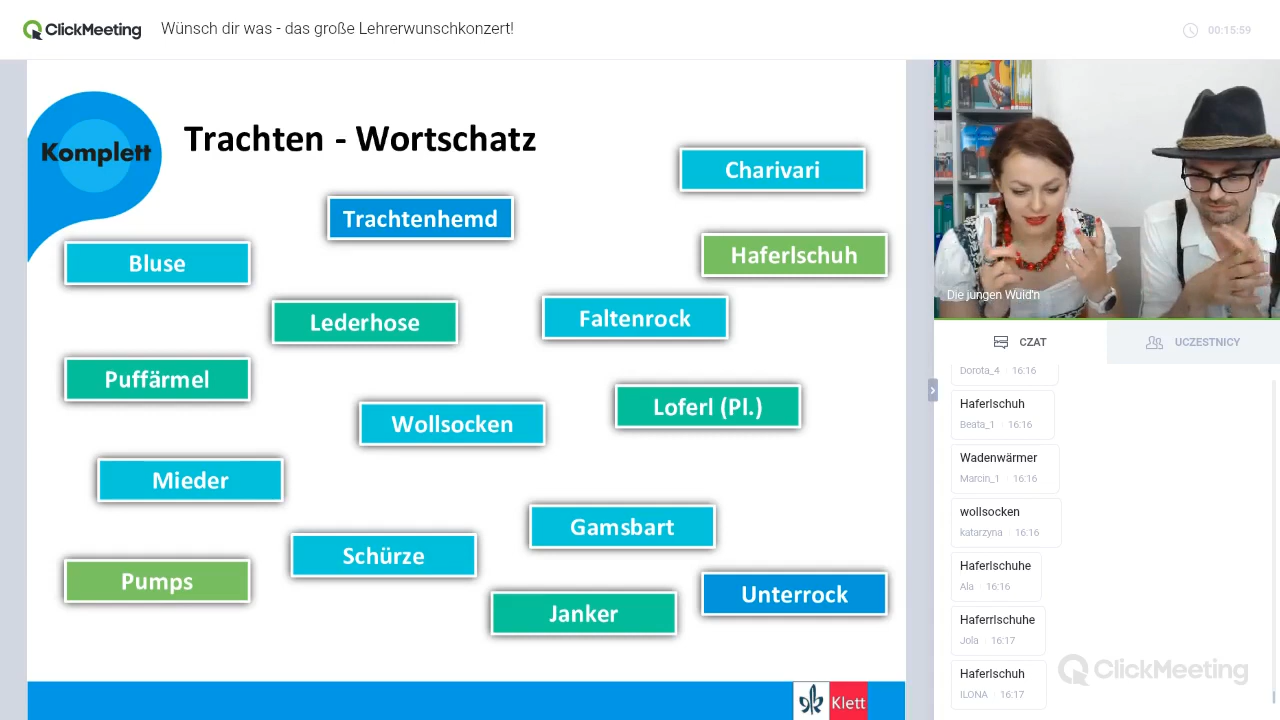 ClickMeeting
Wünsch dir was - das große Lehrerwunschkonzert!
00:15:59
Komplett
Trachten - Wortschatz
Charivari
Trachtenhemd
Haferlschuh
Bluse
Lederhose
Faltenrock
Puffärmel
Loferl (Pl.)
Wollsocken
Mieder
Gamsbart
Schürze
Pumps
Unterrock
Janker
Klett
Die jungen Wuid'n
CZAT
UCZESTNICY
Dorota_4 16:16
Haferlschuh
Beata_1 16:16
Wadenwärmer
Marcin_1 16:16
wollsocken
katarzyna 16:16
Haferlschuhe
Ala 16:16
Haferrlschuhe
Jola 16:17
Haferlschuh
ILONA 16:17
ClickMeeting